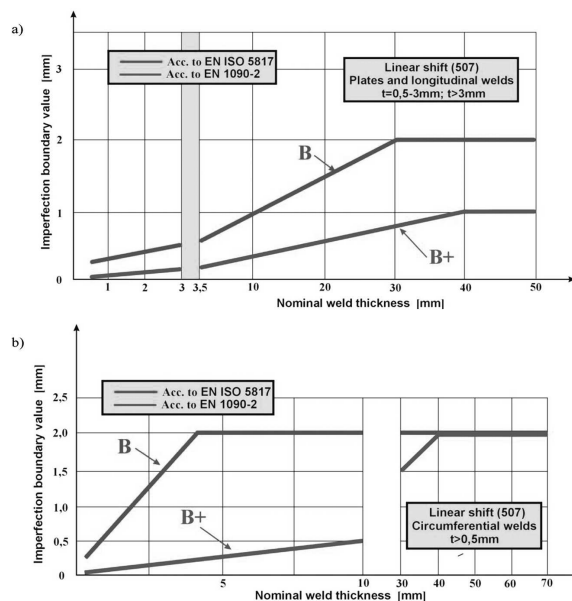 a)
Imperfection boundary value |mm|
3
2
1
0
Acc. to EN ISO 5817
Acc. to EN 1090-2
Linear shift (507)
Plates and longitudinal welds
t=0,5-3mm; t>3mm
B
B+
1 2 3 3,5 10 20 30 40 50
Nominal weld thickness |mm|
b)
Imperfection boundary value |mm|
2,5
2,0
1,5
1,0
0,5
0
Acc. to EN ISO 5817
Acc. to EN 1090-2
B
B+
Linear shift (507)
Circumferential welds
t>0,5mm
5 10 30 40 50 60 70
Nominal weld thickness |mm|